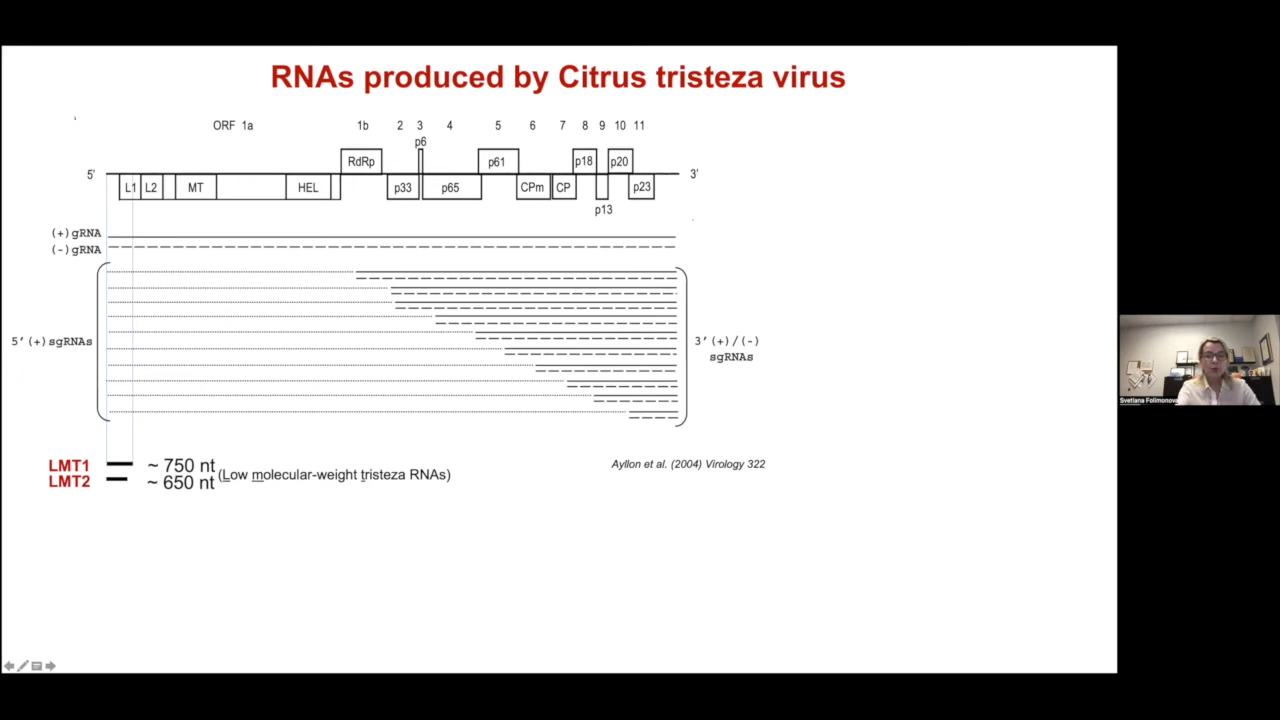 RNAs produced by Citrus tristeza virus
ORF 1a 1b 2 3 4 5 6 7 8 9 10 11
p6
RdRp p61 p18 p20
5' 3'
L1 L2 MT HEL p33 p65 CPm CP p23
p13
(+)gRNA
(-)gRNA
5'(+)sgRNAs
3'(+)/(-)
sgRNAs
LMT1 ~ 750 nt
LMT2 ~ 650 nt
(Low molecular-weight tristeza RNAs)
Ayllon et al. (2004) Virology 322
Svetlana Folimonova